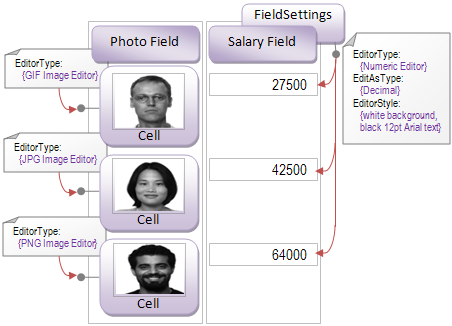 FieldSettings
Photo Field
Salary Field
EditorType:
{GIF Image Editor}
Cell
27500
EditorType:
{Numeric Editor}
EditAsType:
{Decimal}
EditorStyle:
{white background,
black 12pt Arial text}
EditorType:
{JPG Image Editor}
Cell
42500
EditorType:
{PNG Image Editor}
Cell
64000